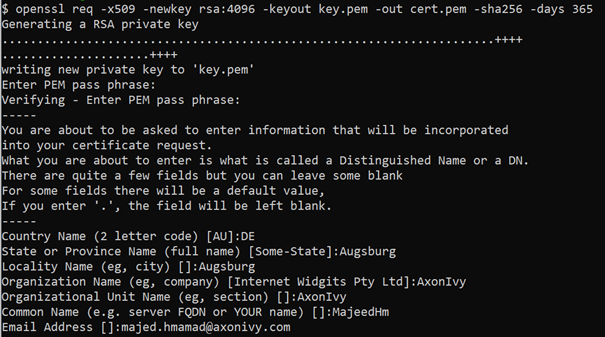 $ openssl req -x509 -newkey rsa:4096 -keyout key.pem -out cert.pem -sha256 -days 365
Generating a RSA private key
......................................................................++++
.....................++++
writing new private key to 'key.pem'
Enter PEM pass phrase:
Verifying - Enter PEM pass phrase:
-----
You are about to be asked to enter information that will be incorporated
into your certificate request.
What you are about to enter is what is called a Distinguished Name or a DN.
There are quite a few fields but you can leave some blank
For some fields there will be a default value,
If you enter '.', the field will be left blank.
-----
Country Name (2 letter code) [AU]:DE
State or Province Name (full name) [Some-State]:Augsburg
Locality Name (eg, city) []:Augsburg
Organization Name (eg, company) [Internet Widgits Pty Ltd]:AxonIvy
Organizational Unit Name (eg, section) []:AxonIvy
Common Name (e.g. server FQDN or YOUR name) []:MajeedHm
Email Address []:majed.hmamad@axonivy.com